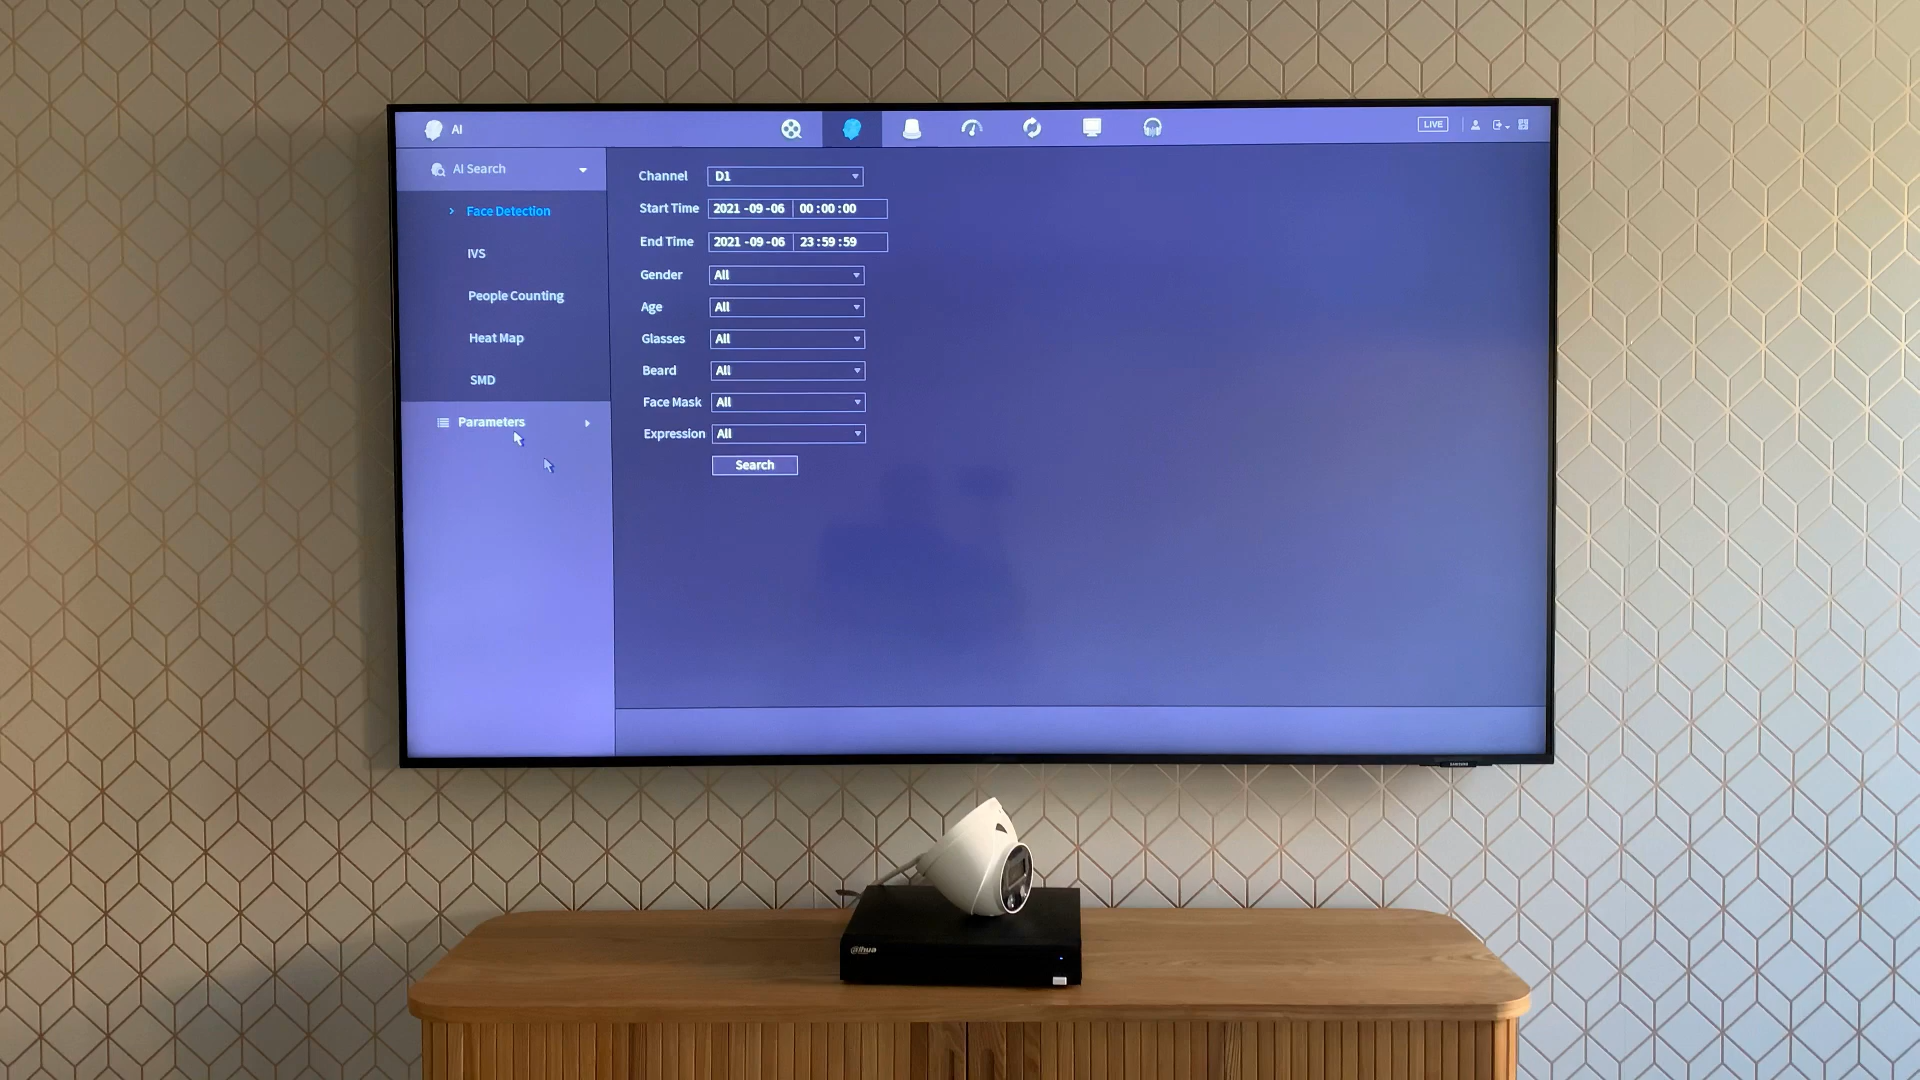 AI
LIVE
AI Search
Face Detection
IVS
People Counting
Heat Map
SMD
Parameters
Channel D1
Start Time 2021 -09 -06 00 : 00 : 00
End Time 2021 -09 -06 23 : 59 : 59
Gender All
Age All
Glasses All
Beard All
Face Mask All
Expression All
Search
SAMSUNG
alhua